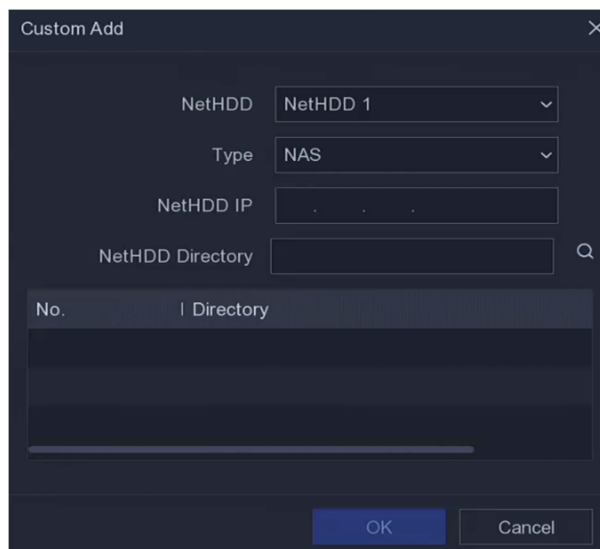 Custom Add
NetHDD NetHDD 1
Type NAS
NetHDD IP . . .
NetHDD Directory
No. Directory
OK Cancel